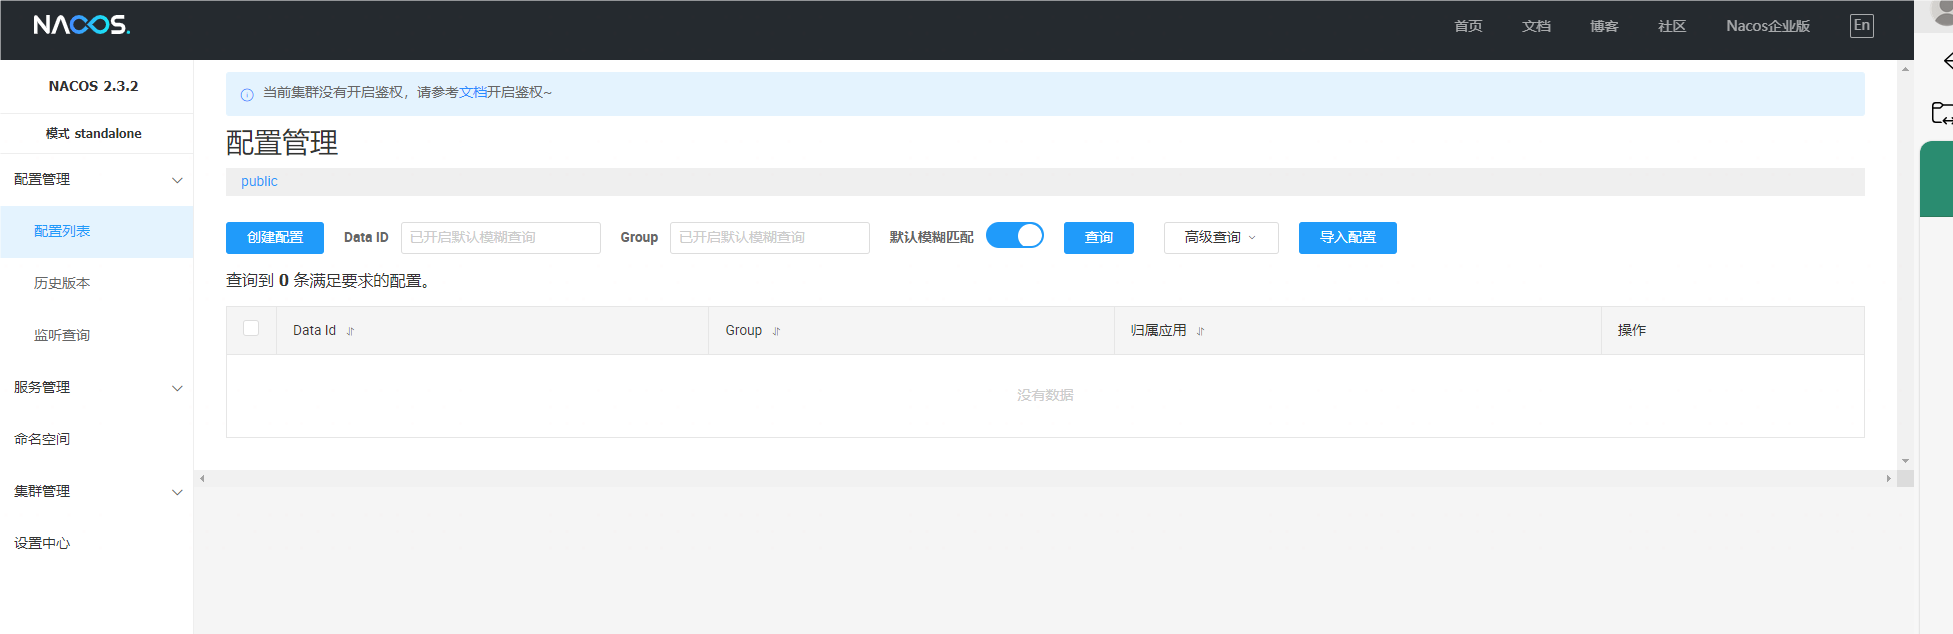 NACOS.
首页 文档 博客 社区 Nacos企业版 En
NACOS 2.3.2
模式 standalone
配置管理
配置列表
历史版本
监听查询
服务管理
命名空间
集群管理
设置中心
当前集群没有开启鉴权，请参考文档开启鉴权~
配置管理
public
创建配置 Data ID 已开启默认模糊查询 Group 已开启默认模糊查询 默认模糊匹配 查询 高级查询 导入配置
查询到 0 条满足要求的配置。
Data Id Group 归属应用 操作
没有数据